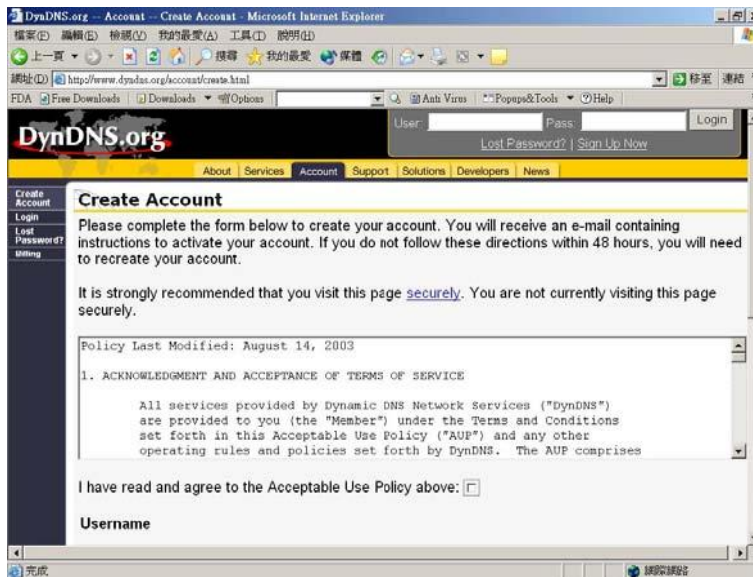 DynDNS.org -- Account -- Create Account - Microsoft Internet Explorer
檔案(F) 編輯(E) 檢視(V) 我的最愛(A) 工具(T) 說明(H)
上一頁 搜尋 我的最愛 媒體
網址(D) http://www.dyndns.org/account/create.html 移至 連結
FDA Free Downloads Downloads Options Anti Virus Popups&Tools Help
DynDNS.org
User: Pass: Login
Lost Password? | Sign Up Now
About Services Account Support Solutions Developers News
Create Account
Login
Lost Password?
Billing
Create Account
Please complete the form below to create your account. You will receive an e-mail containing
instructions to activate your account. If you do not follow these directions within 48 hours, you will need
to recreate your account.
It is strongly recommended that you visit this page securely. You are not currently visiting this page
securely.
Policy Last Modified: August 14, 2003
1. ACKNOWLEDGMENT AND ACCEPTANCE OF TERMS OF SERVICE
All services provided by Dynamic DNS Network Services ("DynDNS")
are provided to you (the "Member") under the Terms and Conditions
set forth in this Acceptable Use Policy ("AUP") and any other
operating rules and policies set forth by DynDNS. The AUP comprises
I have read and agree to the Acceptable Use Policy above:
Username
完成 網際網路